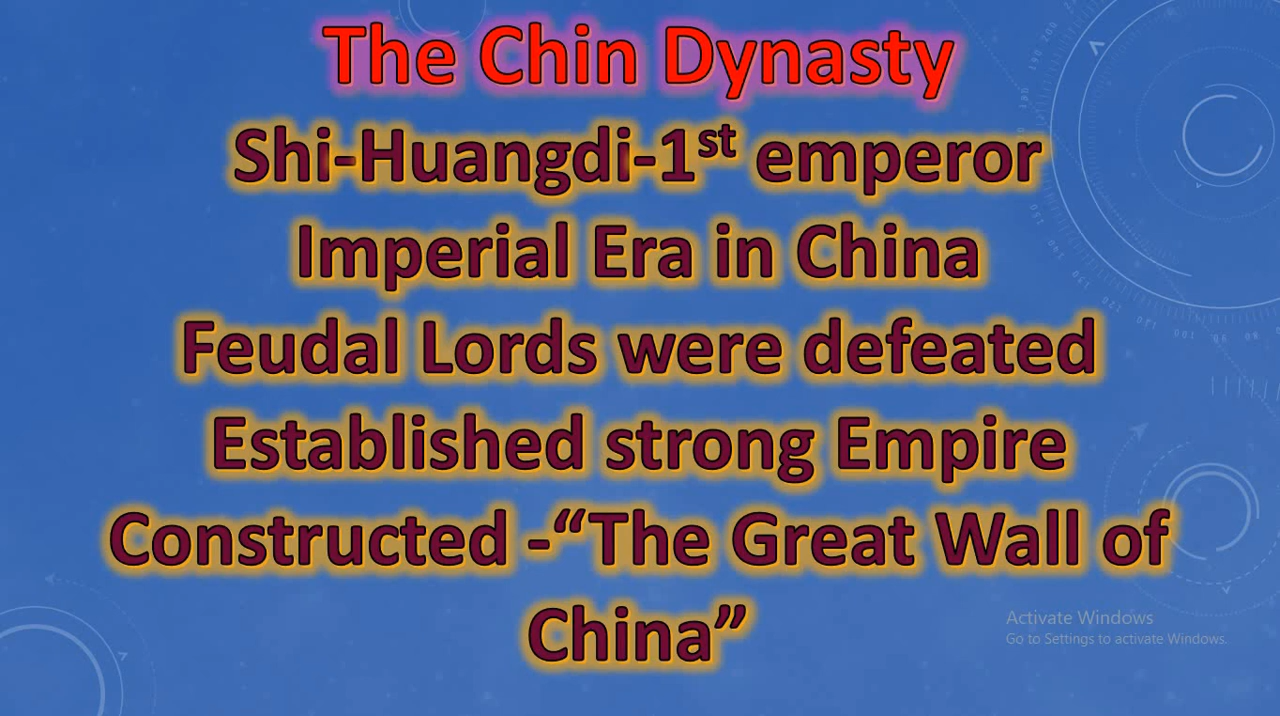 The Chin Dynasty
Shi-Huangdi-1st emperor
Imperial Era in China
Feudal Lords were defeated
Established strong Empire
Constructed -“The Great Wall of
China”
Activate Windows
Go to Settings to activate Windows.